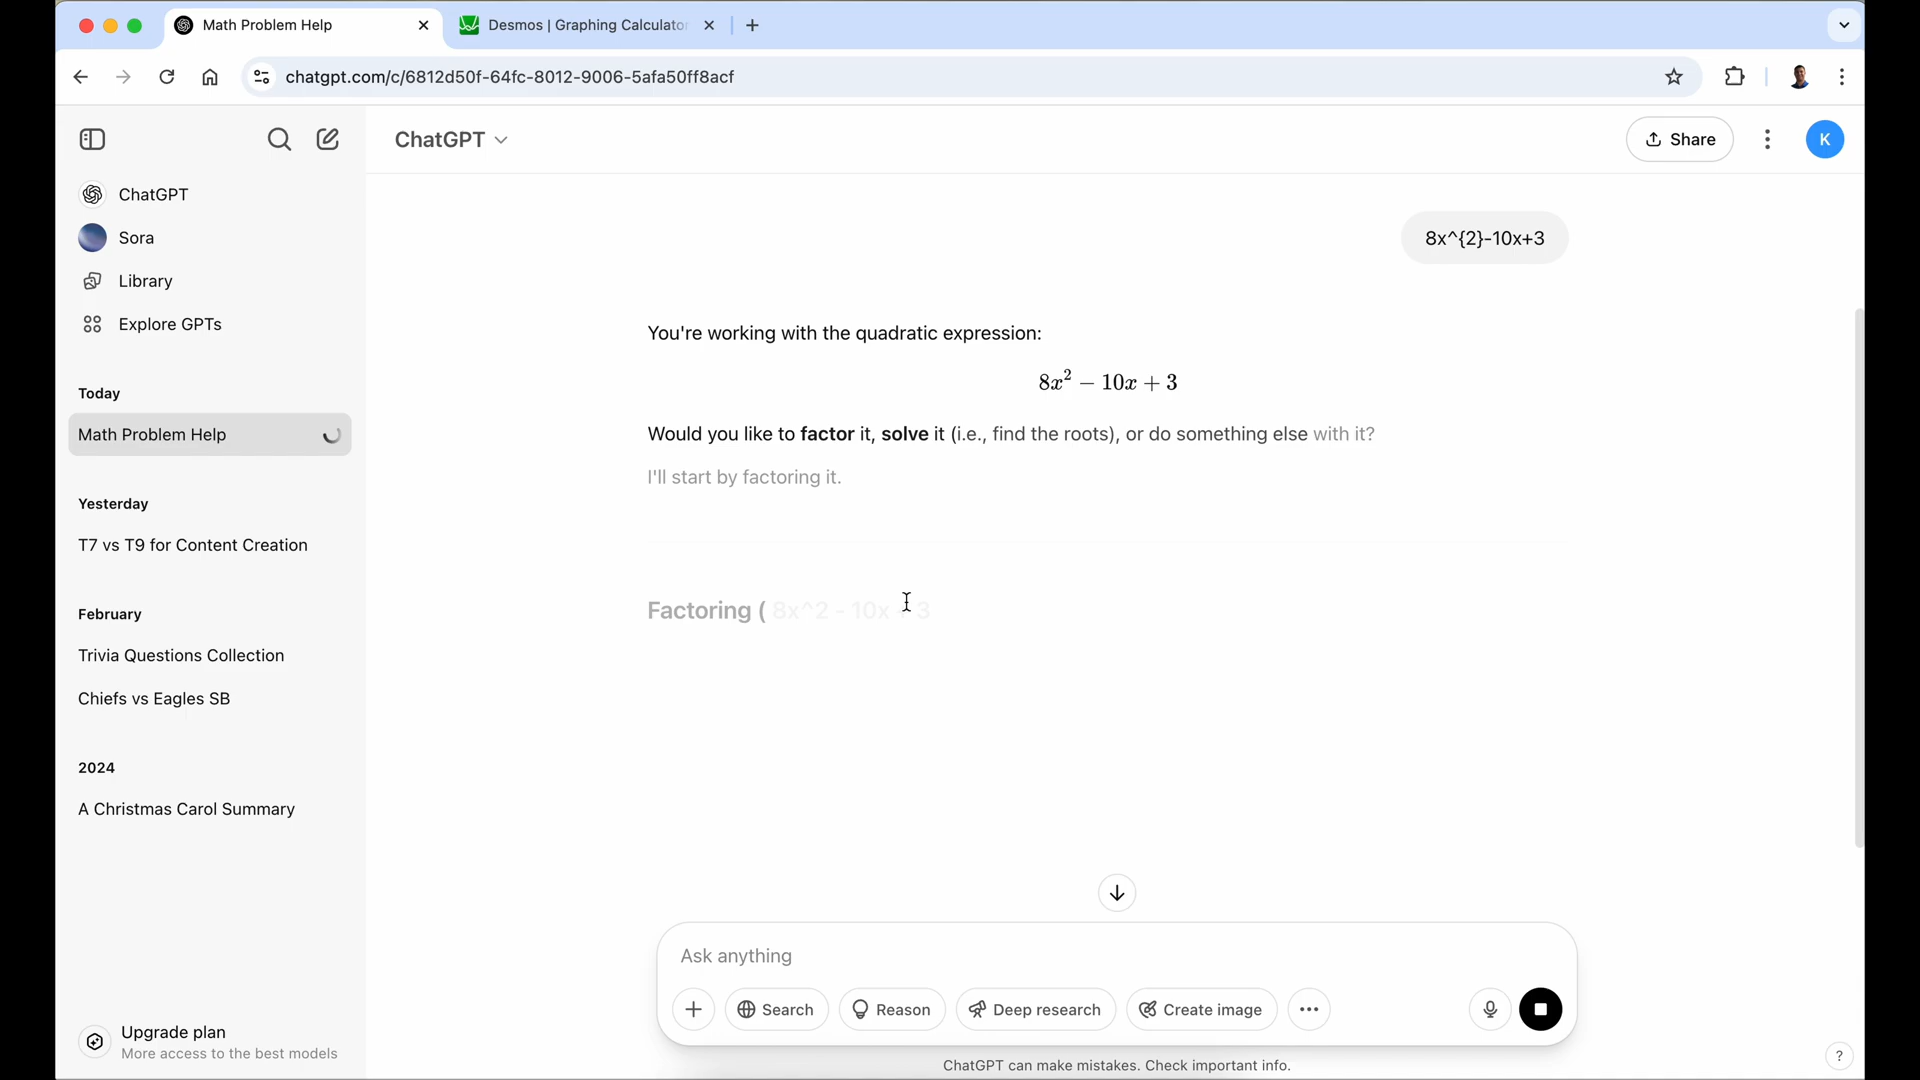 Math Problem Help
Desmos | Graphing Calculator
chatgpt.com/c/6812d50f-64fc-8012-9006-5afa50ff8acf
ChatGPT
Share
K
ChatGPT
Sora
Library
Explore GPTs
Today
Math Problem Help
Yesterday
T7 vs T9 for Content Creation
February
Trivia Questions Collection
Chiefs vs Eagles SB
2024
A Christmas Carol Summary
Upgrade plan
More access to the best models
8x^{2}-10x+3
You're working with the quadratic expression:
8x² − 10x + 3
Would you like to factor it, solve it (i.e., find the roots), or do something else with it?
I'll start by factoring it.
Factoring ( 8x^2 - 10x + 3
Ask anything
Search
Reason
Deep research
Create image
ChatGPT can make mistakes. Check important info.
?